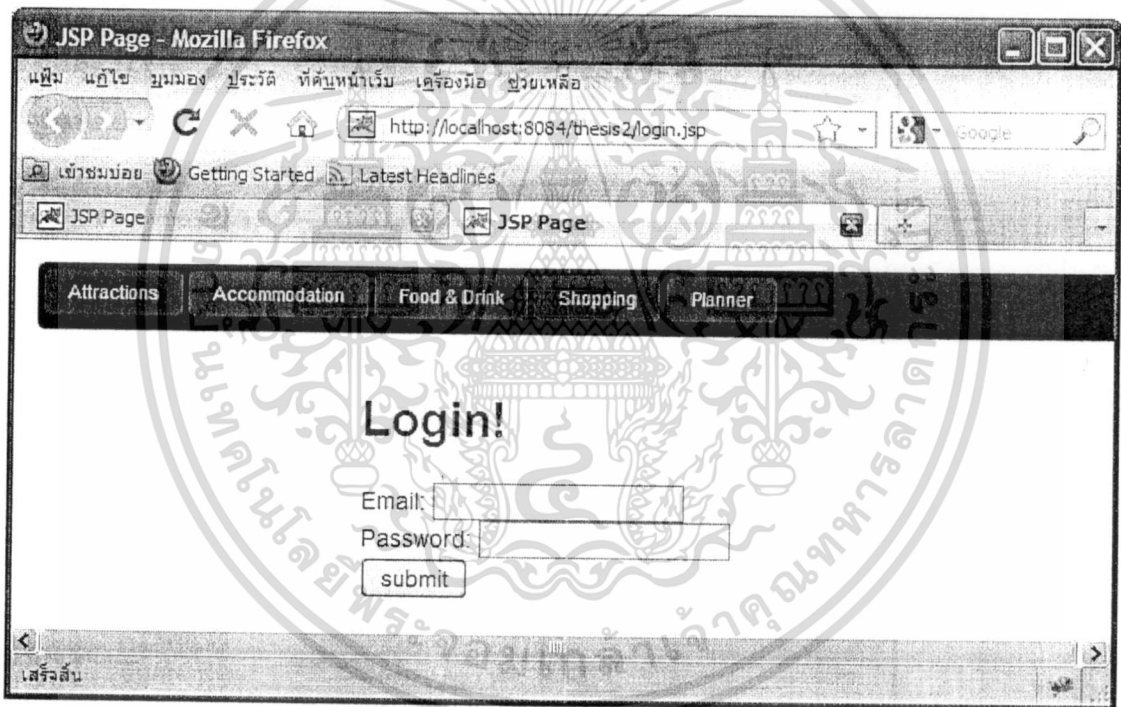 JSP Page - Mozilla Firefox
แฟ้ม แก้ไข มุมมอง ประวัติ ที่คั่นหน้าเว็บ เครื่องมือ ช่วยเหลือ
http://localhost:8084/thesis2/login.jsp Google
เข้าชมบ่อย Getting Started Latest Headlines
JSP Page JSP Page
Attractions Accommodation Food & Drink Shopping Planner
Login!
Email:
Password:
submit
เสร็จสิ้น